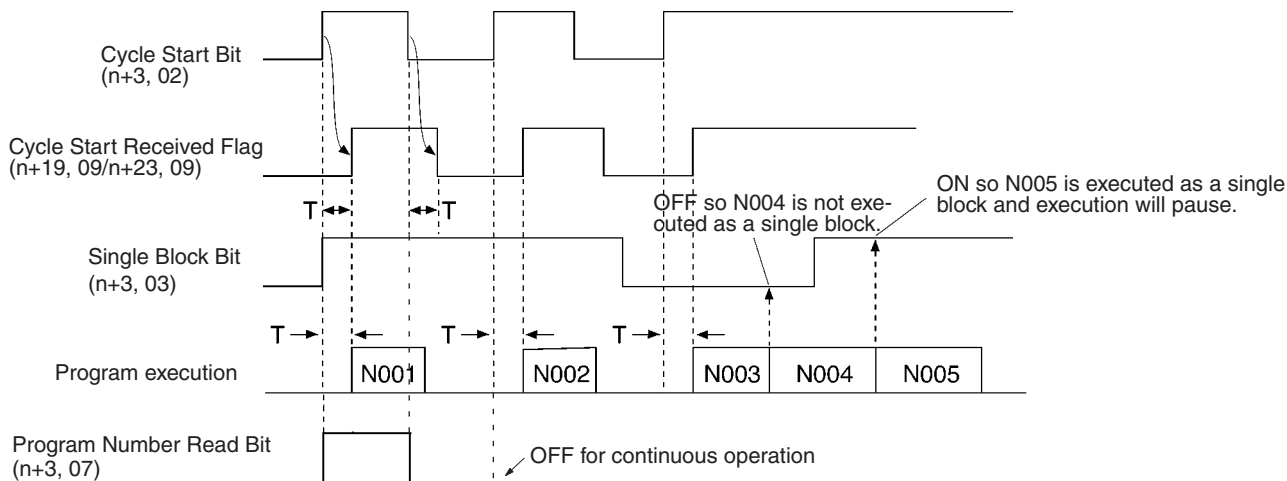 Cycle Start Bit
(n+3, 02)
Cycle Start Received Flag
(n+19, 09/n+23, 09)
T
T
OFF so N004 is not exe-
cuted as a single block.
ON so N005 is executed as a single
block and execution will pause.
Single Block Bit
(n+3, 03)
T
T
T
Program execution
N001
N002
N003
N004
N005
Program Number Read Bit
(n+3, 07)
OFF for continuous operation